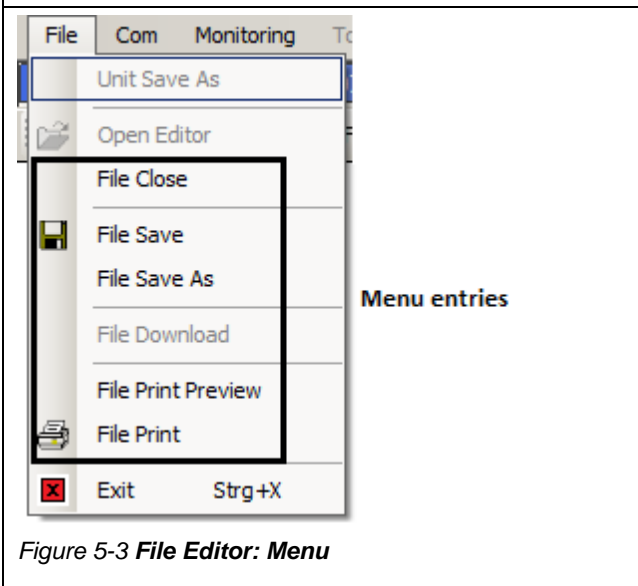 File Com Monitoring To
Unit Save As
Open Editor
File Close
File Save
File Save As
Menu entries
File Download
File Print Preview
File Print
Exit Strg+X
Figure 5-3 File Editor: Menu